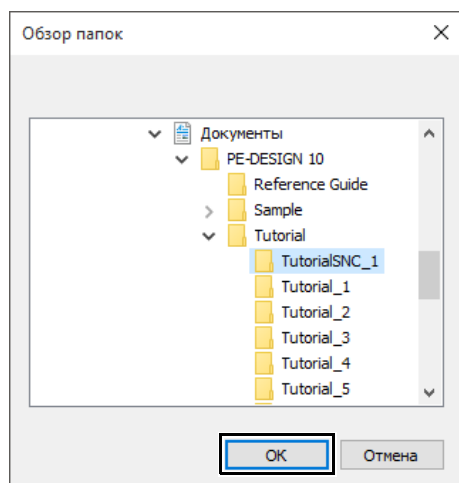 Обзор папок
Документы
PE-DESIGN 10
Reference Guide
Sample
Tutorial
TutorialSNC_1
Tutorial_1
Tutorial_2
Tutorial_3
Tutorial_4
Tutorial_5
OK Отмена